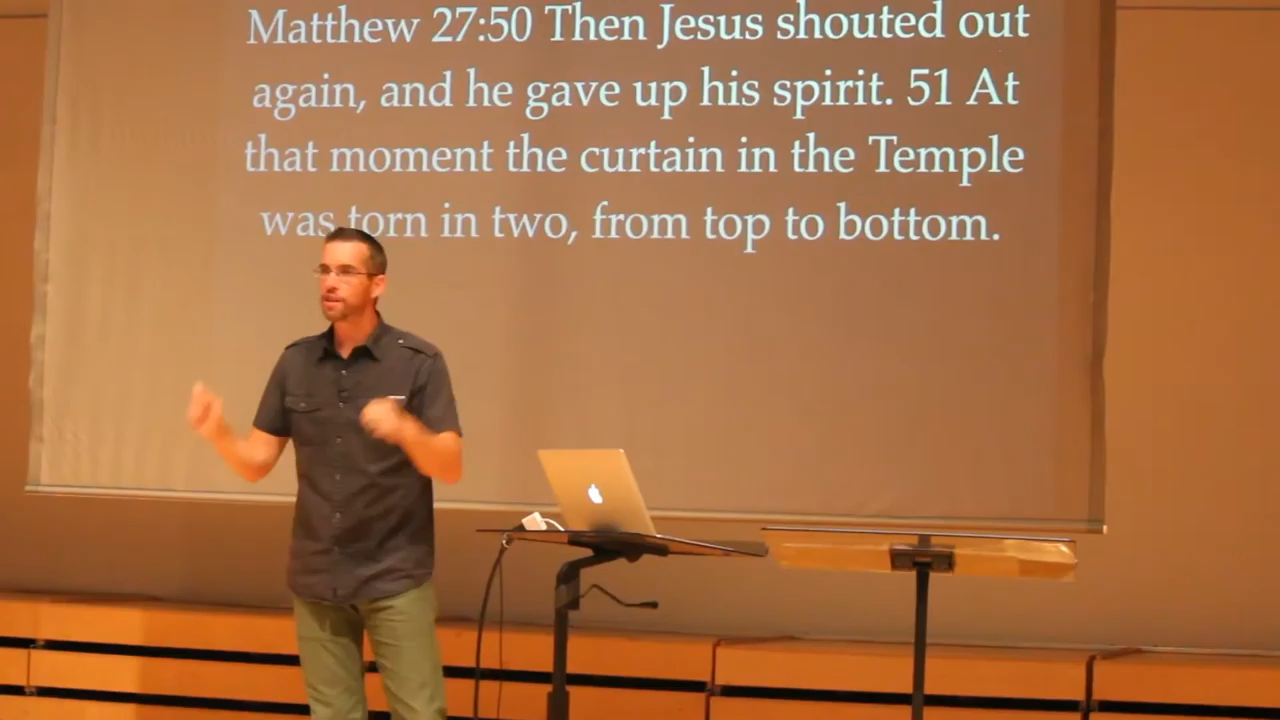 Matthew 27:50 Then Jesus shouted out
again, and he gave up his spirit. 51 At
that moment the curtain in the Temple
was torn in two, from top to bottom.